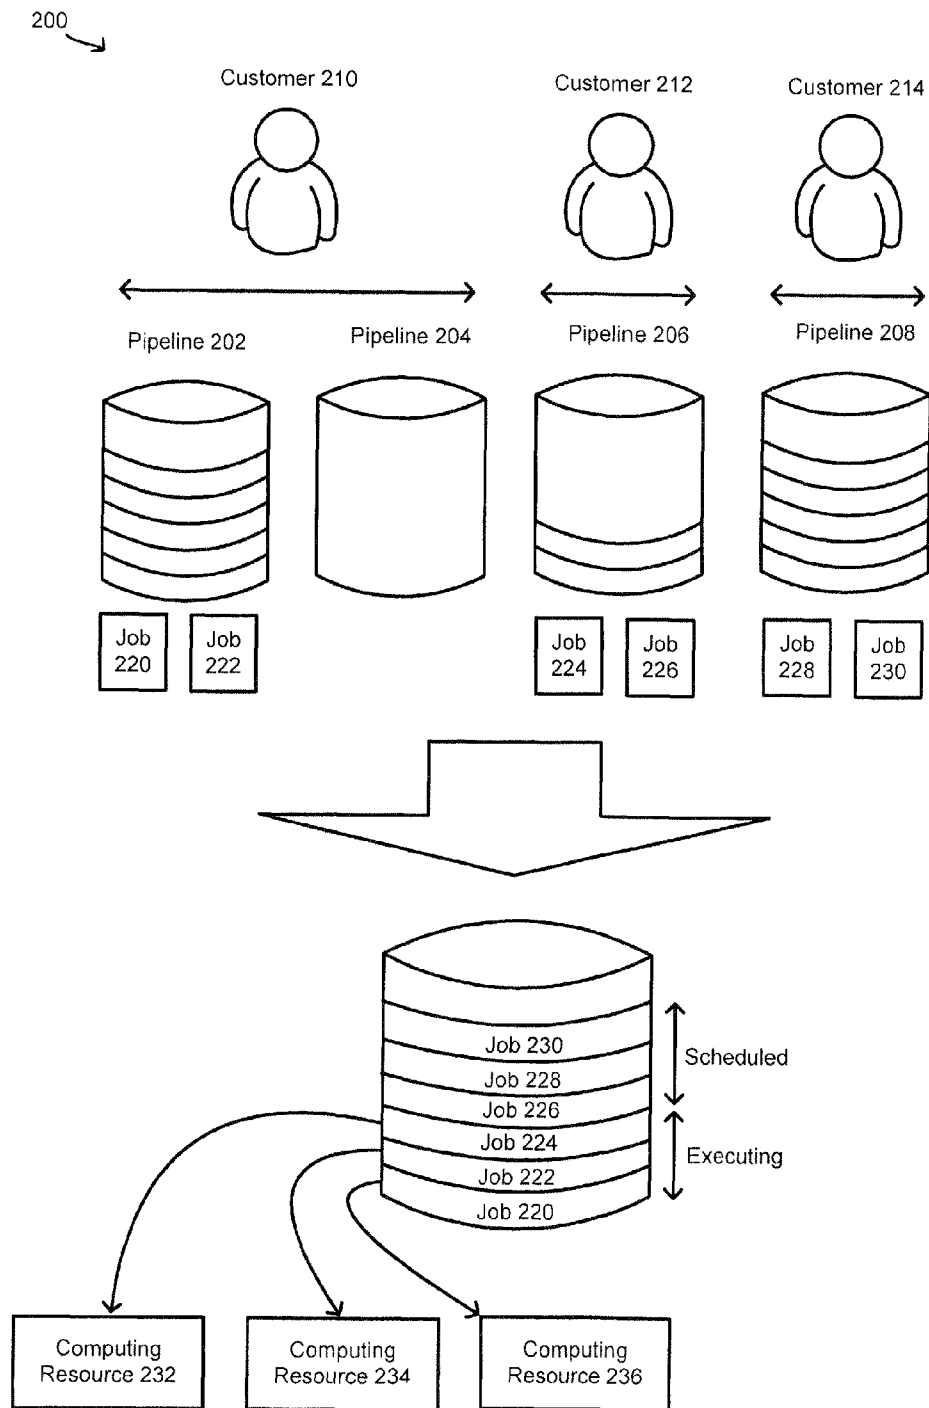 200
Customer 210
Customer 212
Customer 214
Pipeline 202
Pipeline 204
Pipeline 206
Pipeline 208
Job
220
Job
222
Job
224
Job
226
Job
228
Job
230
Job 230
Job 228
Job 226
Job 224
Job 222
Job 220
Scheduled
Executing
Computing
Resource 232
Computing
Resource 234
Computing
Resource 236